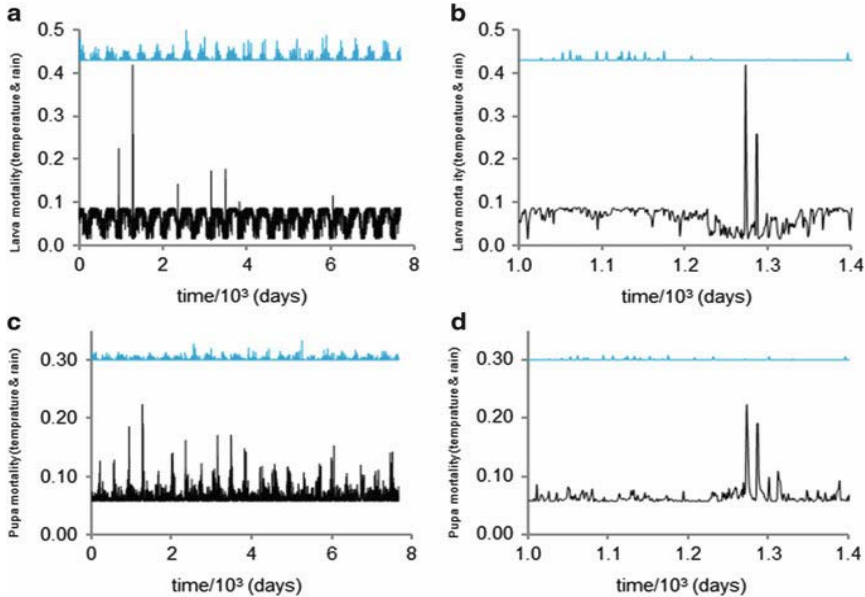 a
Larva mortality (temperature & rain)
0.5
0.4
0.3
0.2
0.1
0.0
0 2 4 6 8
time/10³ (days)
b
Larva morta ity (temperature & rain)
0.5
0.4
0.3
0.2
0.1
0.0
1.0 1.1 1.2 1.3 1.4
time/10³ (days)
c
Pupa mortality (temprature & rain)
0.30
0.20
0.10
0.00
0 2 4 6 8
time/10³ (days)
d
Pupa mortality (temperature & rain)
0.30
0.20
0.10
0.00
1.0 1.1 1.2 1.3 1.4
time/10³ (days)